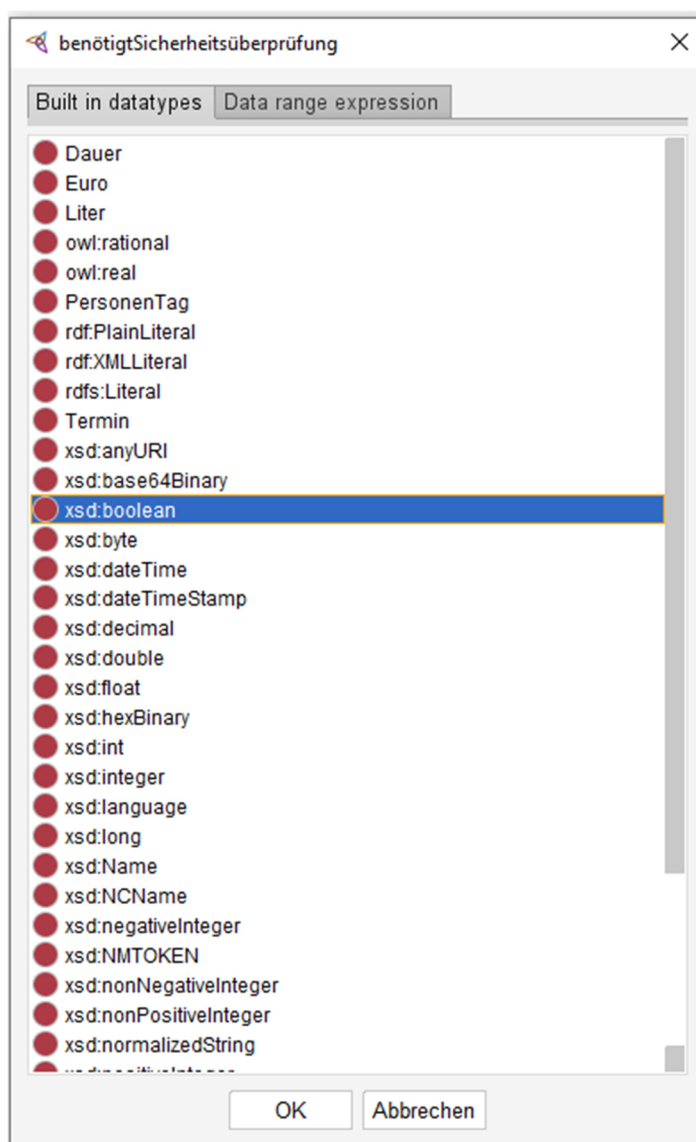 benötigtSicherheitsüberprüfung
Built in datatypes Data range expression
Dauer
Euro
Liter
owl:rational
owl:real
PersonenTag
rdf:PlainLiteral
rdf:XMLLiteral
rdfs:Literal
Termin
xsd:anyURI
xsd:base64Binary
xsd:boolean
xsd:byte
xsd:dateTime
xsd:dateTimeStamp
xsd:decimal
xsd:double
xsd:float
xsd:hexBinary
xsd:int
xsd:integer
xsd:language
xsd:long
xsd:Name
xsd:NCName
xsd:negativeInteger
xsd:NMTOKEN
xsd:nonNegativeInteger
xsd:nonPositiveInteger
xsd:normalizedString
OK Abbrechen